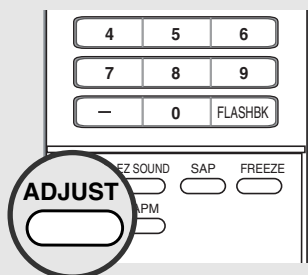 4 5 6
7 8 9
— 0 FLASHBK
EZ SOUND SAP FREEZE
ADJUST
APM